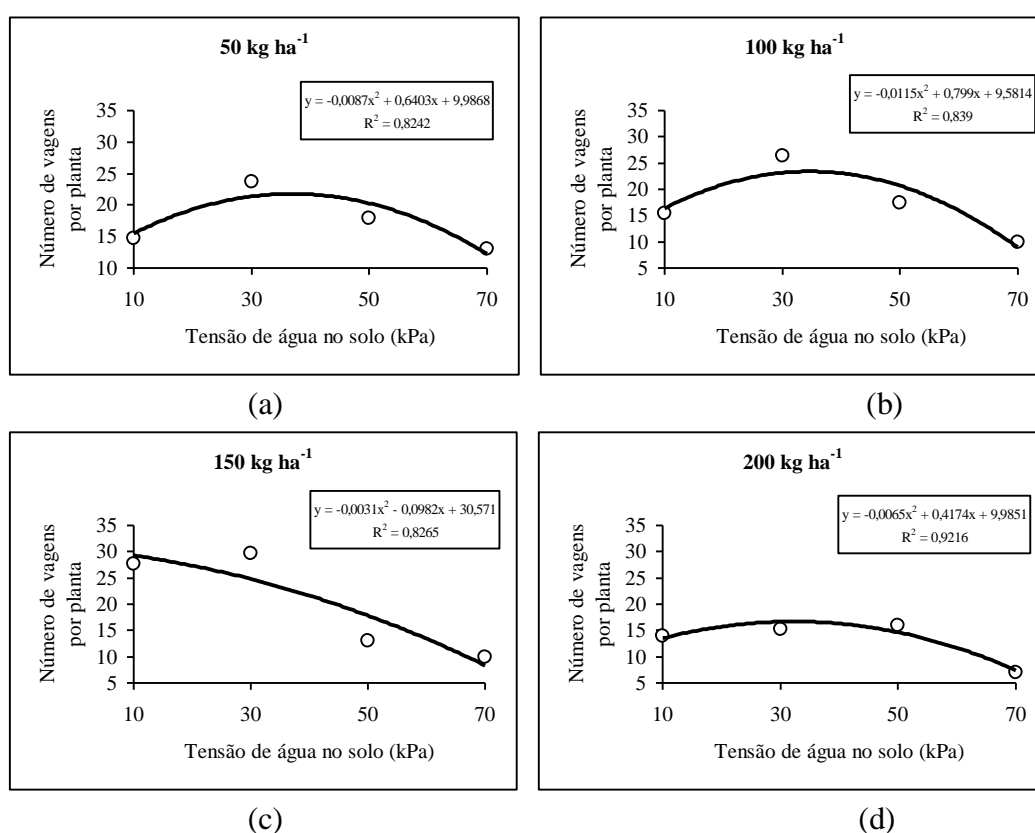 50 kg ha⁻¹
y = -0,0087x² + 0,6403x + 9,9868
R² = 0,8242
Número de vagens
por planta
35
30
25
20
15
10
10 30 50 70
Tensão de água no solo (kPa)
(a)
100 kg ha⁻¹
y = -0,0115x² + 0,799x + 9,5814
R² = 0,839
Número de vagens
por planta
35
30
25
20
15
10
5
10 30 50 70
Tensão de água no solo (kPa)
(b)
150 kg ha⁻¹
y = -0,0031x² - 0,0982x + 30,571
R² = 0,8265
Número de vagens
por planta
35
30
25
20
15
10
5
10 30 50 70
Tensão de água no solo (kPa)
(c)
200 kg ha⁻¹
y = -0,0065x² + 0,4174x + 9,9851
R² = 0,9216
Número de vagens
por planta
35
30
25
20
15
10
5
10 30 50 70
Tensão de água no solo (kPa)
(d)